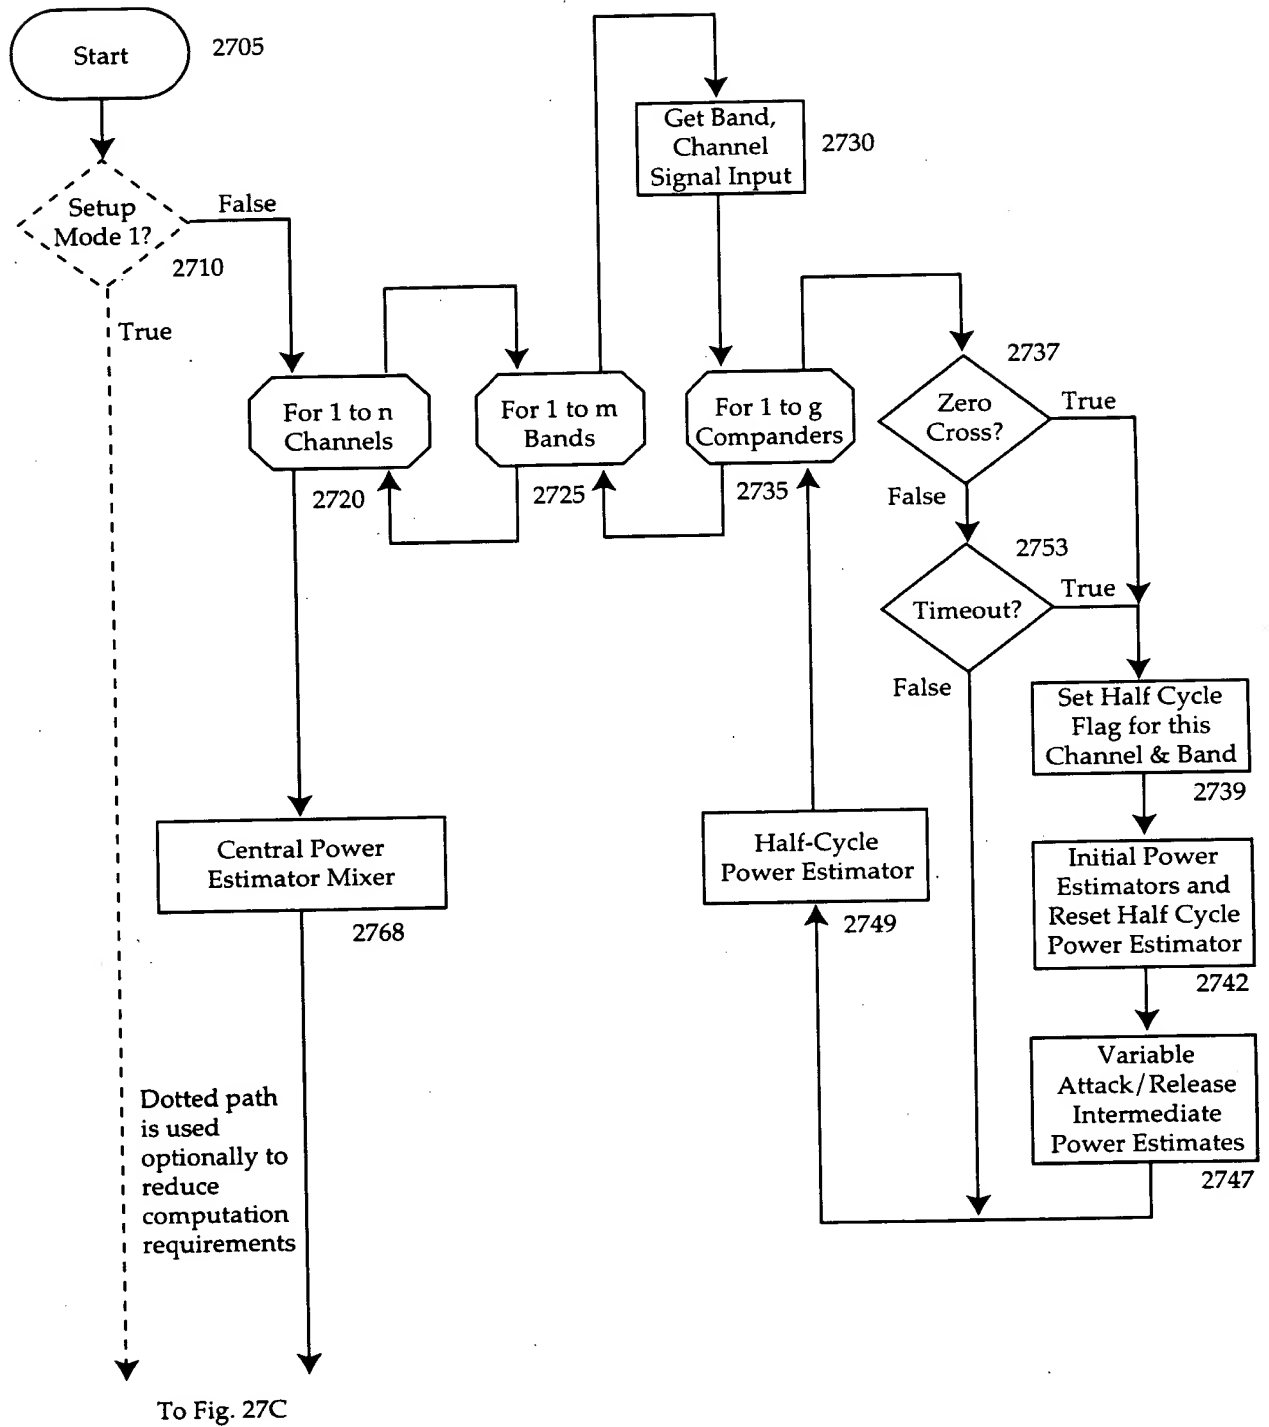 Start
2705
Setup
Mode 1?
False
2710
True
Get Band,
Channel
Signal Input
2730
For 1 to n
Channels
2720
For 1 to m
Bands
2725
For 1 to g
Companders
2735
2737
Zero
Cross?
True
False
2753
Timeout?
True
False
Set Half Cycle
Flag for this
Channel & Band
2739
Initial Power
Estimators and
Reset Half Cycle
Power Estimator
2742
Variable
Attack/Release
Intermediate
Power Estimates
2747
Half-Cycle
Power Estimator
2749
Central Power
Estimator Mixer
2768
Dotted path
is used
optionally to
reduce
computation
requirements
To Fig. 27C